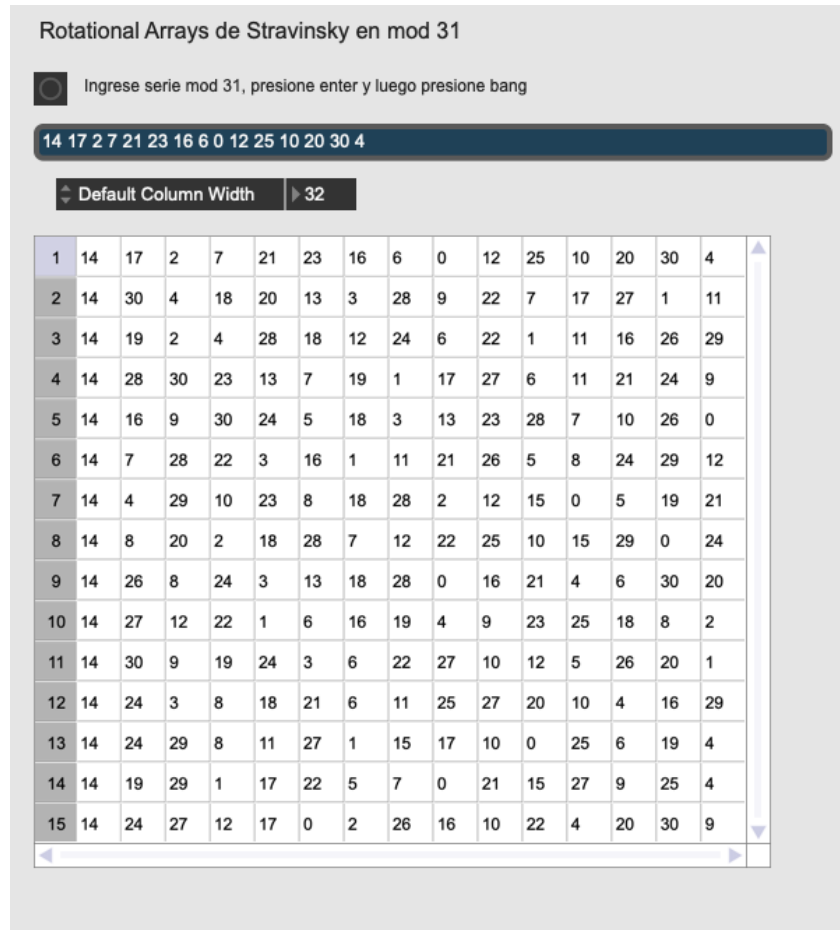 Rotational Arrays de Stravinsky en mod 31
Ingrese serie mod 31, presione enter y luego presione bang
14 17 2 7 21 23 16 6 0 12 25 10 20 30 4
Default Column Width 32
1 14 17 2 7 21 23 16 6 0 12 25 10 20 30 4
2 14 30 4 18 20 13 3 28 9 22 7 17 27 1 11
3 14 19 2 4 28 18 12 24 6 22 1 11 16 26 29
4 14 28 30 23 13 7 19 1 17 27 6 11 21 24 9
5 14 16 9 30 24 5 18 3 13 23 28 7 10 26 0
6 14 7 28 22 3 16 1 11 21 26 5 8 24 29 12
7 14 4 29 10 23 8 18 28 2 12 15 0 5 19 21
8 14 8 20 2 18 28 7 12 22 25 10 15 29 0 24
9 14 26 8 24 3 13 18 28 0 16 21 4 6 30 20
10 14 27 12 22 1 6 16 19 4 9 23 25 18 8 2
11 14 30 9 19 24 3 6 22 27 10 12 5 26 20 1
12 14 24 3 8 18 21 6 11 25 27 20 10 4 16 29
13 14 24 29 8 11 27 1 15 17 10 0 25 6 19 4
14 14 19 29 1 17 22 5 7 0 21 15 27 9 25 4
15 14 24 27 12 17 0 2 26 16 10 22 4 20 30 9